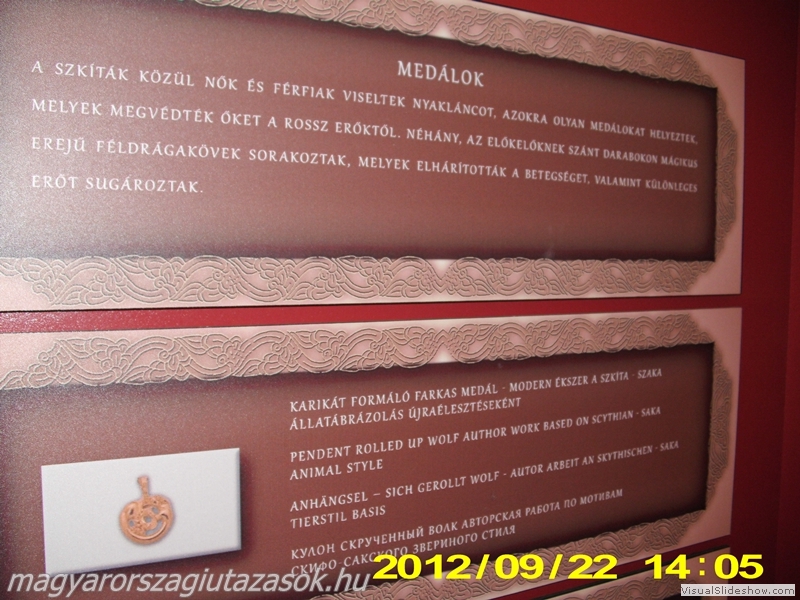 MEDÁLOK
A SZKÍTÁK KÖZÜL NŐK ÉS FÉRFIAK VISELTEK NYAKLÁNCOT, AZOKRA OLYAN MEDÁLOKAT HELYEZTEK,
MELYEK MEGVÉDTÉK ŐKET A ROSSZ ERŐKTŐL. NÉHÁNY, AZ ELŐKELŐKNEK SZÁNT DARABOKON MÁGIKUS
EREJŰ FÉLDRÁGAKÖVEK SORAKOZTAK, MELYEK ELHÁRÍTOTTÁK A BETEGSÉGET, VALAMINT KÜLÖNLEGES
ERŐT SUGÁROZTAK.
KARIKÁT FORMÁLÓ FARKAS MEDÁL - MODERN ÉKSZER A SZKÍTA - SZAKA
ÁLLATÁBRÁZOLÁS ÚJRAÉLESZTÉSEKÉNT
PENDENT ROLLED UP WOLF AUTHOR WORK BASED ON SCYTHIAN - SAKA
ANIMAL STYLE
ANHÄNGSEL – SICH GEROLLT WOLF - AUTOR ARBEIT AN SKYTHISCHEN - SAKA
TIERSTIL BASIS
КУЛОН СКРУЧЕННЫЙ ВОЛК АВТОРСКАЯ РАБОТА ПО МОТИВАМ
СКИФО-САКСКОГО ЗВЕРИНОГО СТИЛЯ
magyarorszagiutazasok.hu
2012/09/22 14:05
VisualSlideshow.com